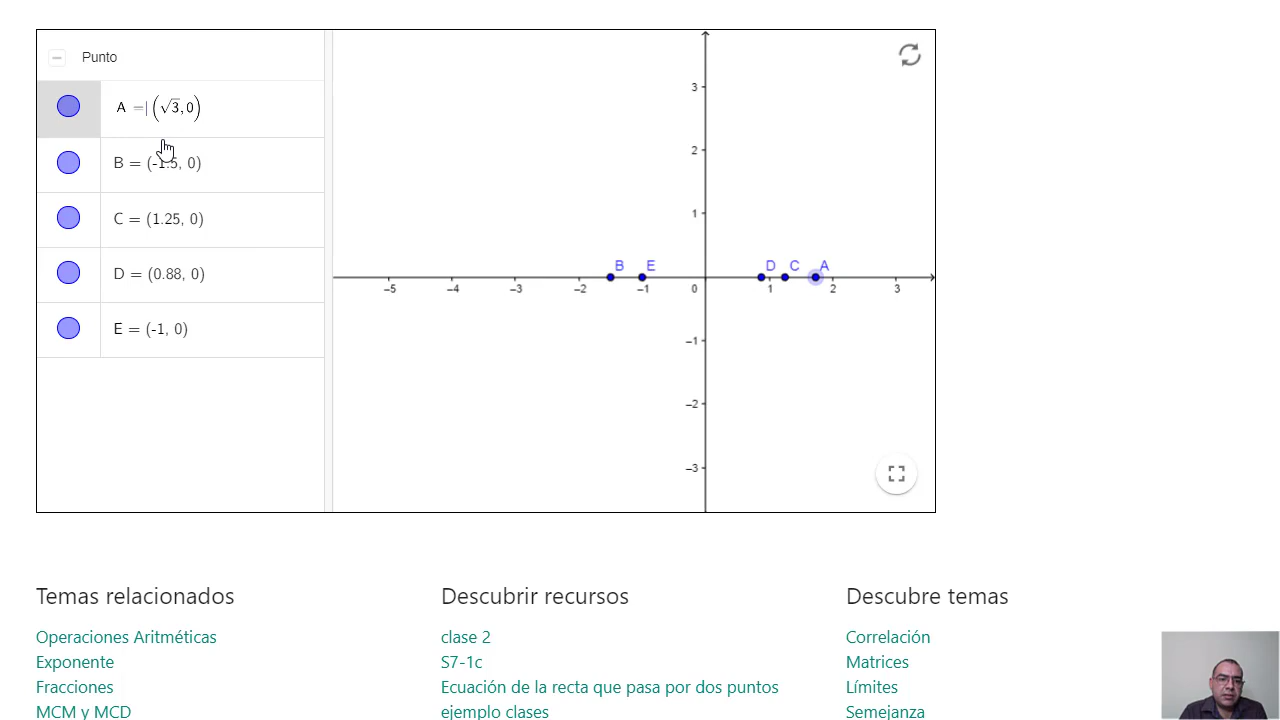 Punto
A = (√3, 0)
B = (-1.5, 0)
C = (1.25, 0)
D = (0.88, 0)
E = (-1, 0)
3
2
1
B E D C A
−5 −4 −3 −2 −1 0 1 2 3
−1
−2
−3
Temas relacionados
Operaciones Aritméticas
Exponente
Fracciones
MCM y MCD
Descubrir recursos
clase 2
S7-1c
Ecuación de la recta que pasa por dos puntos
ejemplo clases
Descubre temas
Correlación
Matrices
Límites
Semejanza